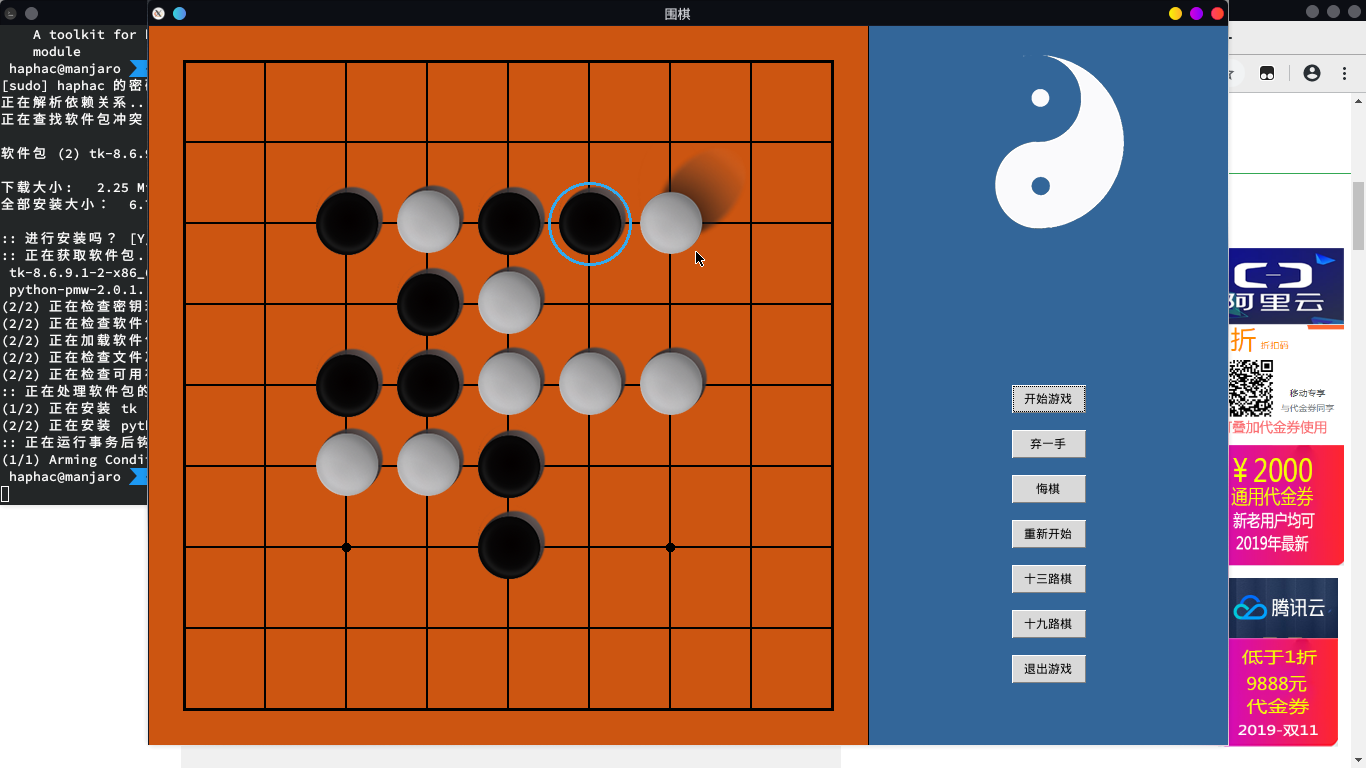 围棋
A toolkit for
module
haphac@manjaro
[sudo] haphac 的密
正在解析依赖关系..
正在查找软件包冲突
软件包 (2) tk-8.6.9
下载大小： 2.25 M
全部安装大小： 6.
:: 进行安装吗？ [Y
:: 正在获取软件包.
tk-8.6.9.1-2-x86_
python-pmw-2.0.1.
(2/2) 正在检查密钥
(2/2) 正在检查软件
(2/2) 正在加载软件
(2/2) 正在检查文件
(2/2) 正在检查可用
:: 正在处理软件包的
(1/2) 正在安装 tk
(2/2) 正在安装 pyt
:: 正在运行事务后钩
(1/1) Arming Condi
haphac@manjaro
开始游戏
弃一手
悔棋
重新开始
十三路棋
十九路棋
退出游戏
阿里云
折 折扣码
移动专享
与代金券同享
可叠加代金券使用
¥2000
通用代金券
新老用户均可
2019年最新
腾讯云
低于1折
9888元
代金券
2019-双11